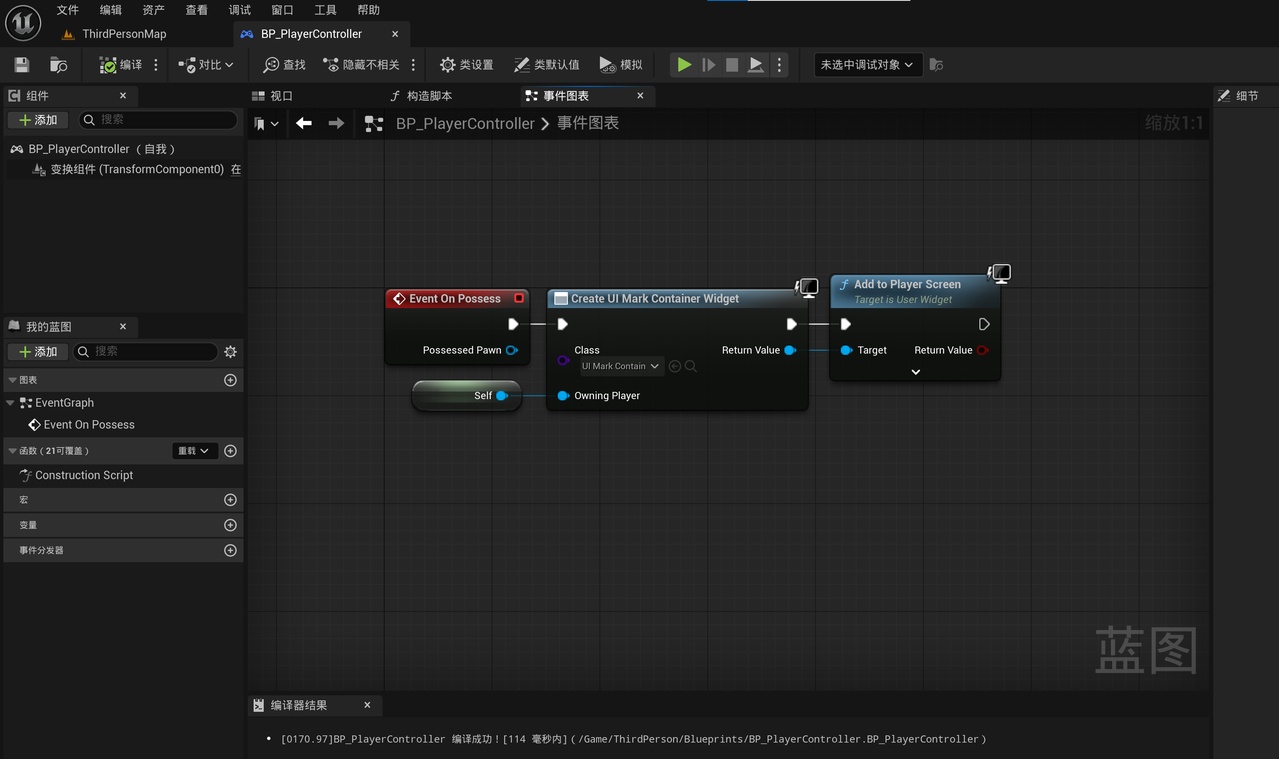 文件 编辑 资产 查看 调试 窗口 工具 帮助
ThirdPersonMap BP_PlayerController
编译 对比 查找 隐藏不相关 类设置 类默认值 模拟 未选中调试对象
组件
添加 搜索
BP_PlayerController（自我）
变换组件 (TransformComponent0) 在
我的蓝图
添加 搜索
图表
EventGraph
Event On Possess
函数（21可覆盖） 重载
Construction Script
宏
变量
事件分发器
视口 构造脚本 事件图表
BP_PlayerController 事件图表 缩放1:1
Event On Possess
Possessed Pawn
Self
Create UI Mark Container Widget
Class
UI Mark Contain
Return Value
Owning Player
Add to Player Screen
Target is User Widget
Target Return Value
蓝图
编译器结果
[0170.97]BP_PlayerController 编译成功！[114 毫秒内]（/Game/ThirdPerson/Blueprints/BP_PlayerController.BP_PlayerController）
细节